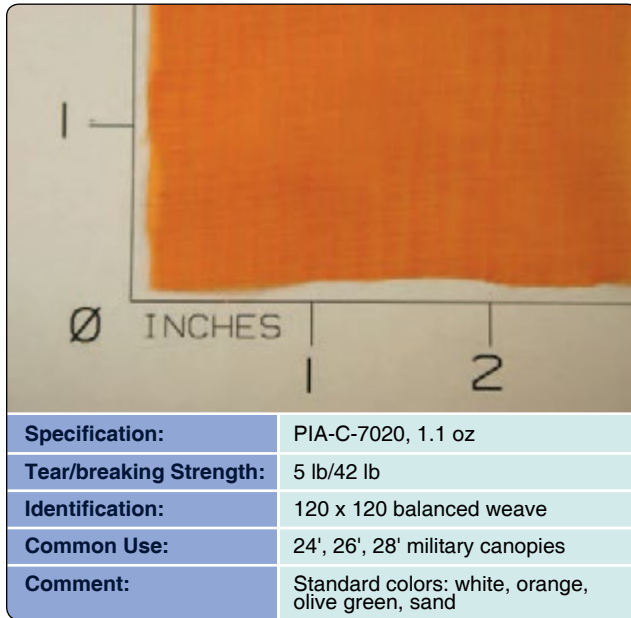 1
Ø INCHES
1 2
Specification: PIA-C-7020, 1.1 oz
Tear/breaking Strength: 5 lb/42 lb
Identification: 120 x 120 balanced weave
Common Use: 24', 26', 28' military canopies
Comment: Standard colors: white, orange,
olive green, sand